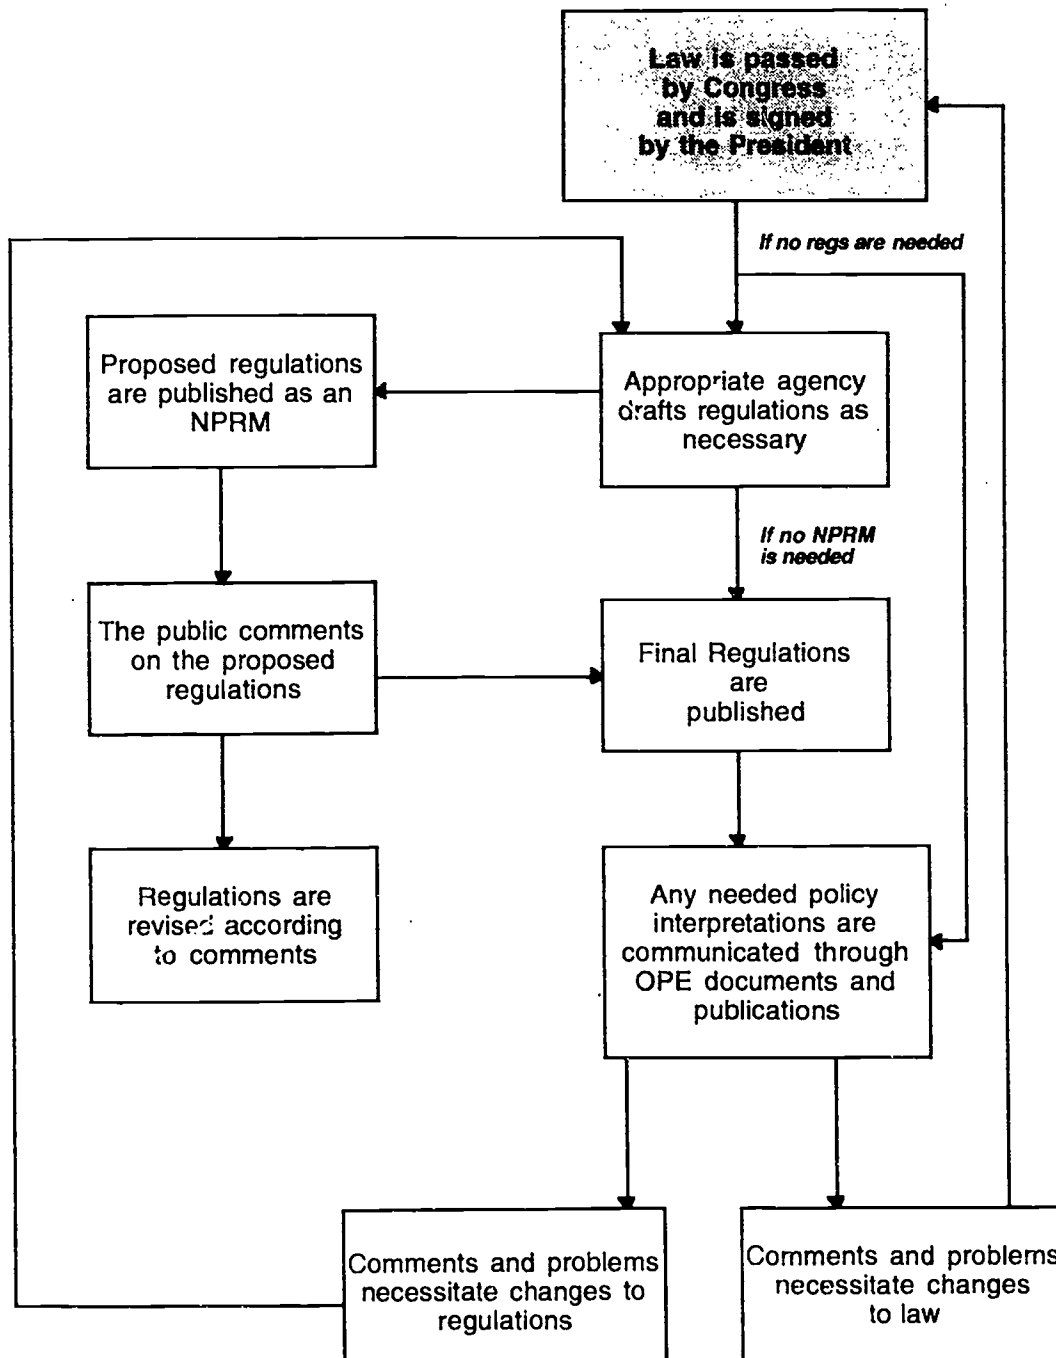 Law is passed
by Congress
and is signed
by the President
If no regs are needed
Proposed regulations
are published as an
NPRM
Appropriate agency
drafts regulations as
necessary
If no NPRM
is needed
The public comments
on the proposed
regulations
Final Regulations
are
published
Regulations are
revised according
to comments
Any needed policy
interpretations are
communicated through
OPE documents and
publications
Comments and problems
necessitate changes to
regulations
Comments and problems
necessitate changes
to law